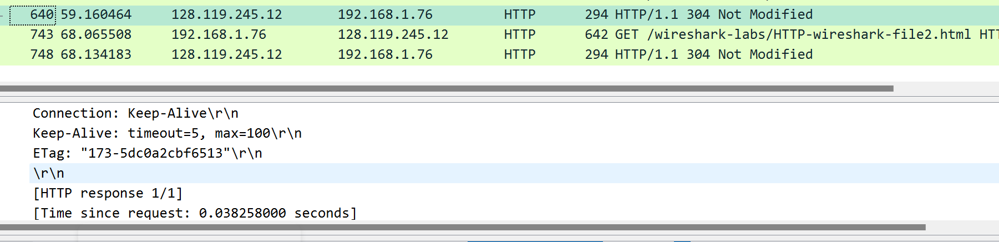 640 59.160464 128.119.245.12 192.168.1.76 HTTP 294 HTTP/1.1 304 Not Modified
743 68.065508 192.168.1.76 128.119.245.12 HTTP 642 GET /wireshark-labs/HTTP-wireshark-file2.html HTT
748 68.134183 128.119.245.12 192.168.1.76 HTTP 294 HTTP/1.1 304 Not Modified
Connection: Keep-Alive\r\n
Keep-Alive: timeout=5, max=100\r\n
ETag: "173-5dc0a2cbf6513"\r\n
\r\n
[HTTP response 1/1]
[Time since request: 0.038258000 seconds]